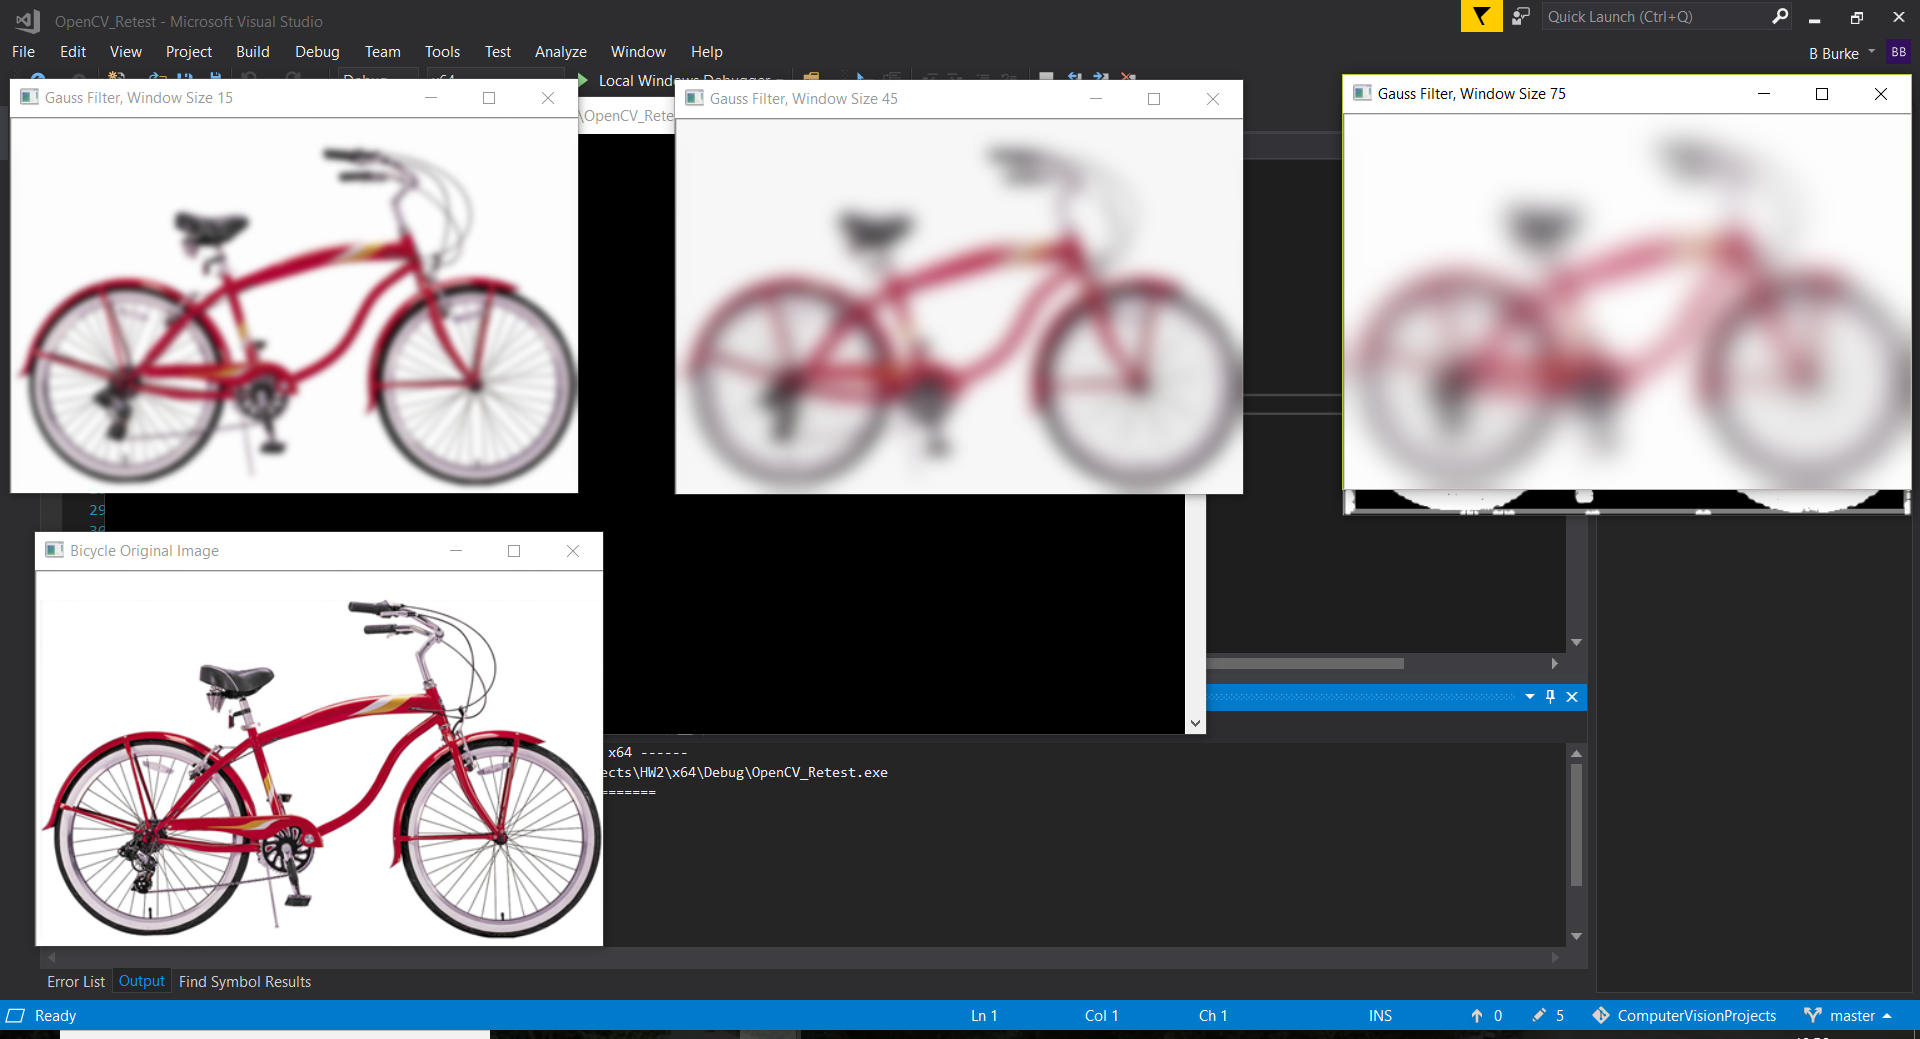 OpenCV_Retest - Microsoft Visual Studio
Quick Launch (Ctrl+Q)
File Edit View Project Build Debug Team Tools Test Analyze Window Help
B Burke BB
Local Windows Debugger
Gauss Filter, Window Size 15
\OpenCV_Rete
Gauss Filter, Window Size 45
Gauss Filter, Window Size 75
29
Bicycle Original Image
x64 ------
ects\HW2\x64\Debug\OpenCV_Retest.exe
=======
Error List Output Find Symbol Results
Ready Ln 1 Col 1 Ch 1 INS 0 5 ComputerVisionProjects master